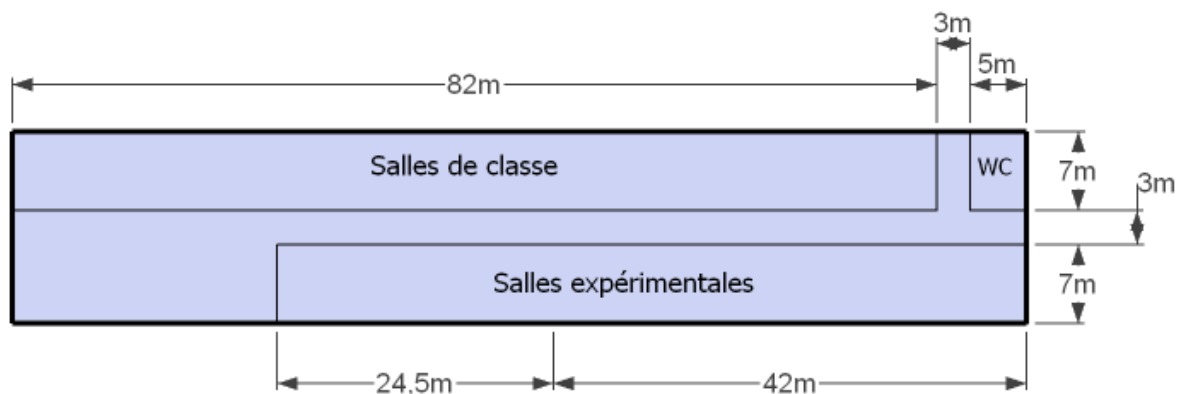 3m
5m
82m
Salles de classe
WC
7m
3m
Salles expérimentales
7m
24.5m
42m